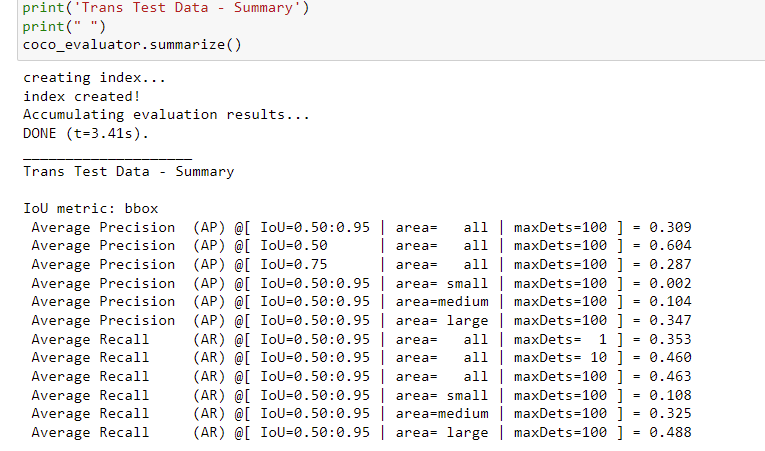 print('Trans Test Data - Summary')
print(" ")
coco_evaluator.summarize()
creating index...
index created!
Accumulating evaluation results...
DONE (t=3.41s).
____________________
Trans Test Data - Summary
IoU metric: bbox
Average Precision  (AP) @[ IoU=0.50:0.95 | area=   all | maxDets=100 ] = 0.309
Average Precision  (AP) @[ IoU=0.50      | area=   all | maxDets=100 ] = 0.604
Average Precision  (AP) @[ IoU=0.75      | area=   all | maxDets=100 ] = 0.287
Average Precision  (AP) @[ IoU=0.50:0.95 | area= small | maxDets=100 ] = 0.002
Average Precision  (AP) @[ IoU=0.50:0.95 | area=medium | maxDets=100 ] = 0.104
Average Precision  (AP) @[ IoU=0.50:0.95 | area= large | maxDets=100 ] = 0.347
Average Recall     (AR) @[ IoU=0.50:0.95 | area=   all | maxDets=  1 ] = 0.353
Average Recall     (AR) @[ IoU=0.50:0.95 | area=   all | maxDets= 10 ] = 0.460
Average Recall     (AR) @[ IoU=0.50:0.95 | area=   all | maxDets=100 ] = 0.463
Average Recall     (AR) @[ IoU=0.50:0.95 | area= small | maxDets=100 ] = 0.108
Average Recall     (AR) @[ IoU=0.50:0.95 | area=medium | maxDets=100 ] = 0.325
Average Recall     (AR) @[ IoU=0.50:0.95 | area= large | maxDets=100 ] = 0.488